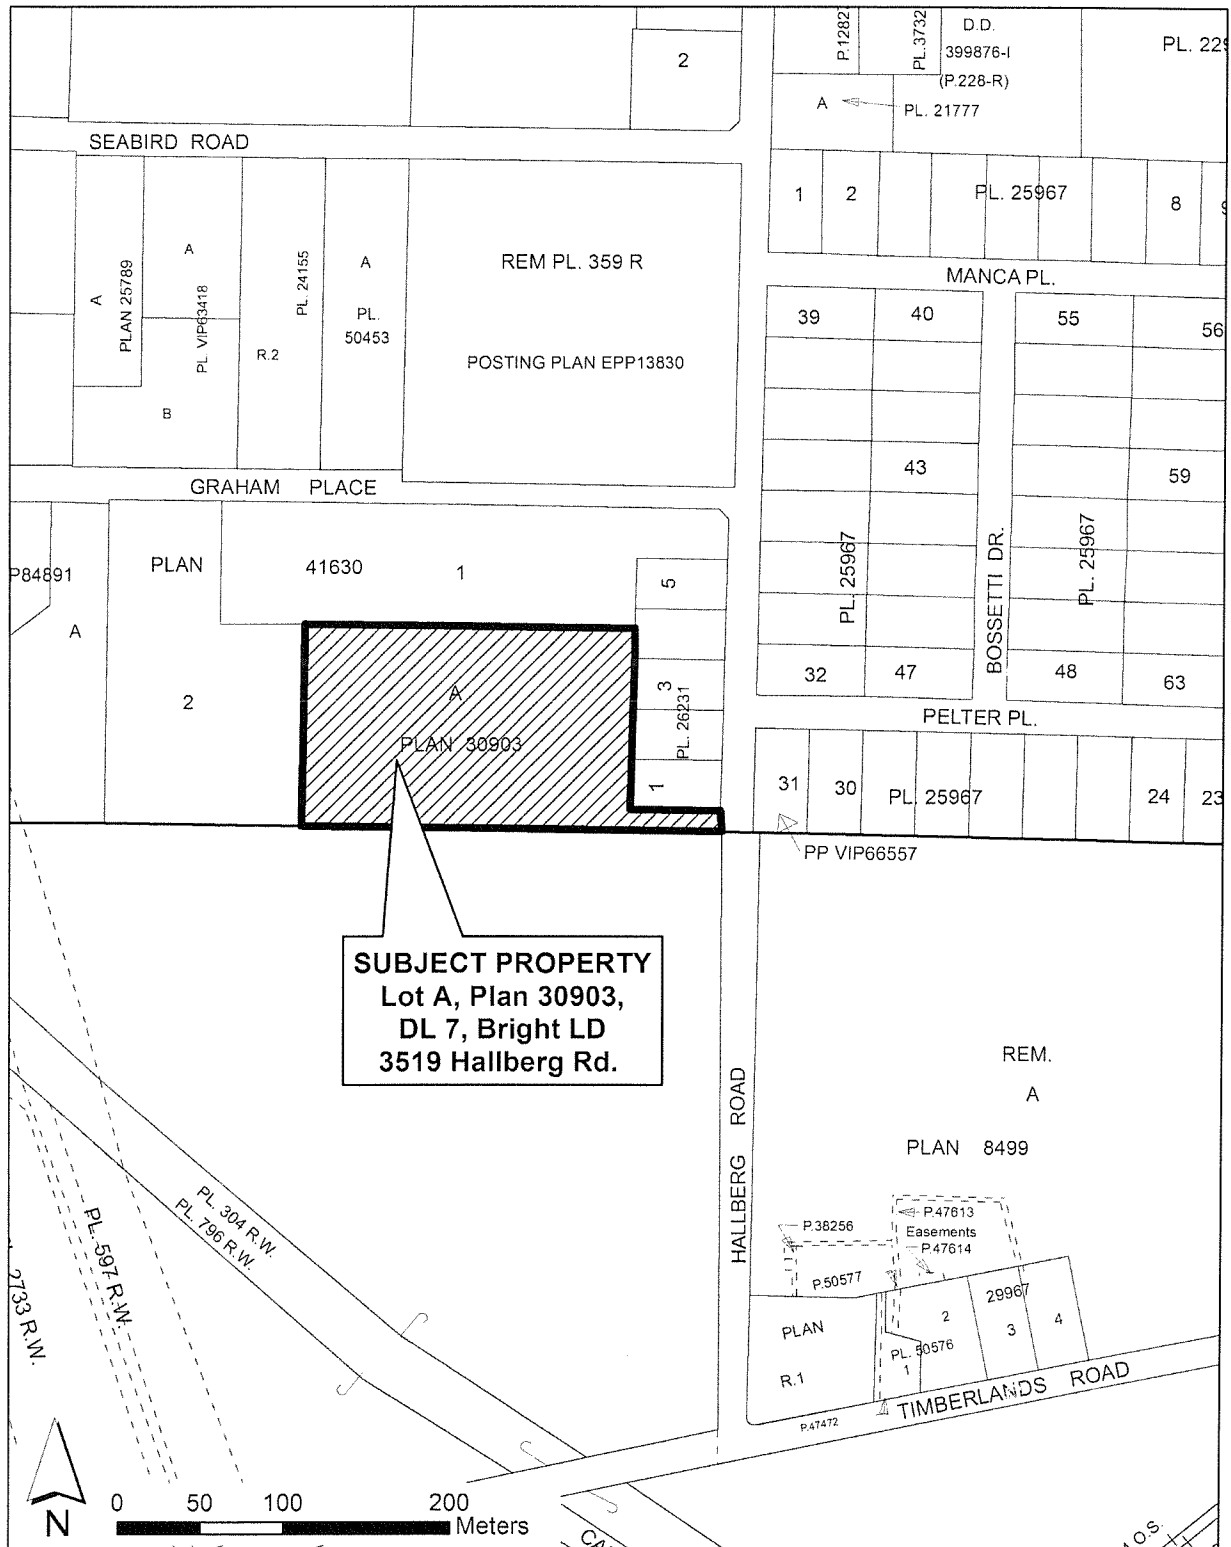 2
P.12827
PL.3732
D.D.
399876-I
(P.228-R)
PL. 229
A
PL. 21777
SEABIRD ROAD
1
2
PL. 25967
8
9
A
PLAN 25789
A
PL. VIP63418
B
R.2
PL. 24155
A
PL.
50453
REM PL. 359 R
POSTING PLAN EPP13830
MANCA PL.
39
40
55
56
43
59
PL. 25967
BOSSETTI DR.
PL. 25967
32
47
48
63
GRAHAM PLACE
P84891
A
PLAN
41630
1
2
5
3
PL. 26231
1
A
PLAN 30903
PELTER PL.
31
30
PL. 25967
24
23
PP VIP66557
SUBJECT PROPERTY
Lot A, Plan 30903,
DL 7, Bright LD
3519 Hallberg Rd.
HALLBERG ROAD
REM.
A
PLAN 8499
PL. 304 R.W.
PL. 796 R.W.
PL. 597 R.W.
2733 R.W.
P.38256
P.47613
Easements
P.47614
P.50577
29967
2
3
4
PLAN
R.1
PL. 50576
1
TIMBERLANDS ROAD
P.47472
N
0 50 100 200
Meters
O.S.